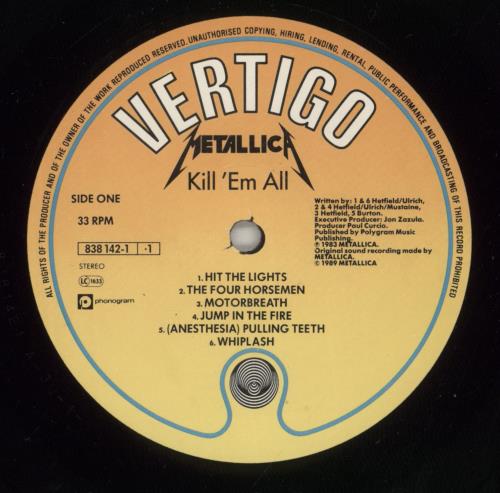 ALL RIGHTS OF THE PRODUCER AND OF THE OWNER OF THE WORK REPRODUCED RESERVED. UNAUTHORISED COPYING, HIRING, LENDING, RENTAL, PUBLIC PERFORMANCE AND BROADCASTING OF THIS RECORD PROHIBITED
VERTIGO
METALLICA
Kill 'Em All
SIDE ONE
33 RPM
838 142-1 ·1
STEREO
LC 1633
phonogram
Written by: 1 & 6 Hetfield/Ulrich,
2 & 4 Hetfield/Ulrich/Mustaine,
3 Hetfield, 5 Burton.
Executive Producer: Jon Zazula.
Producer Paul Curcio.
Published by Polygram Music
Publishing.
℗ 1983 METALLICA.
Original sound recording made by
METALLICA.
© 1989 METALLICA
1. HIT THE LIGHTS
2. THE FOUR HORSEMEN
3. MOTORBREATH
4. JUMP IN THE FIRE
5. (ANESTHESIA) PULLING TEETH
6. WHIPLASH